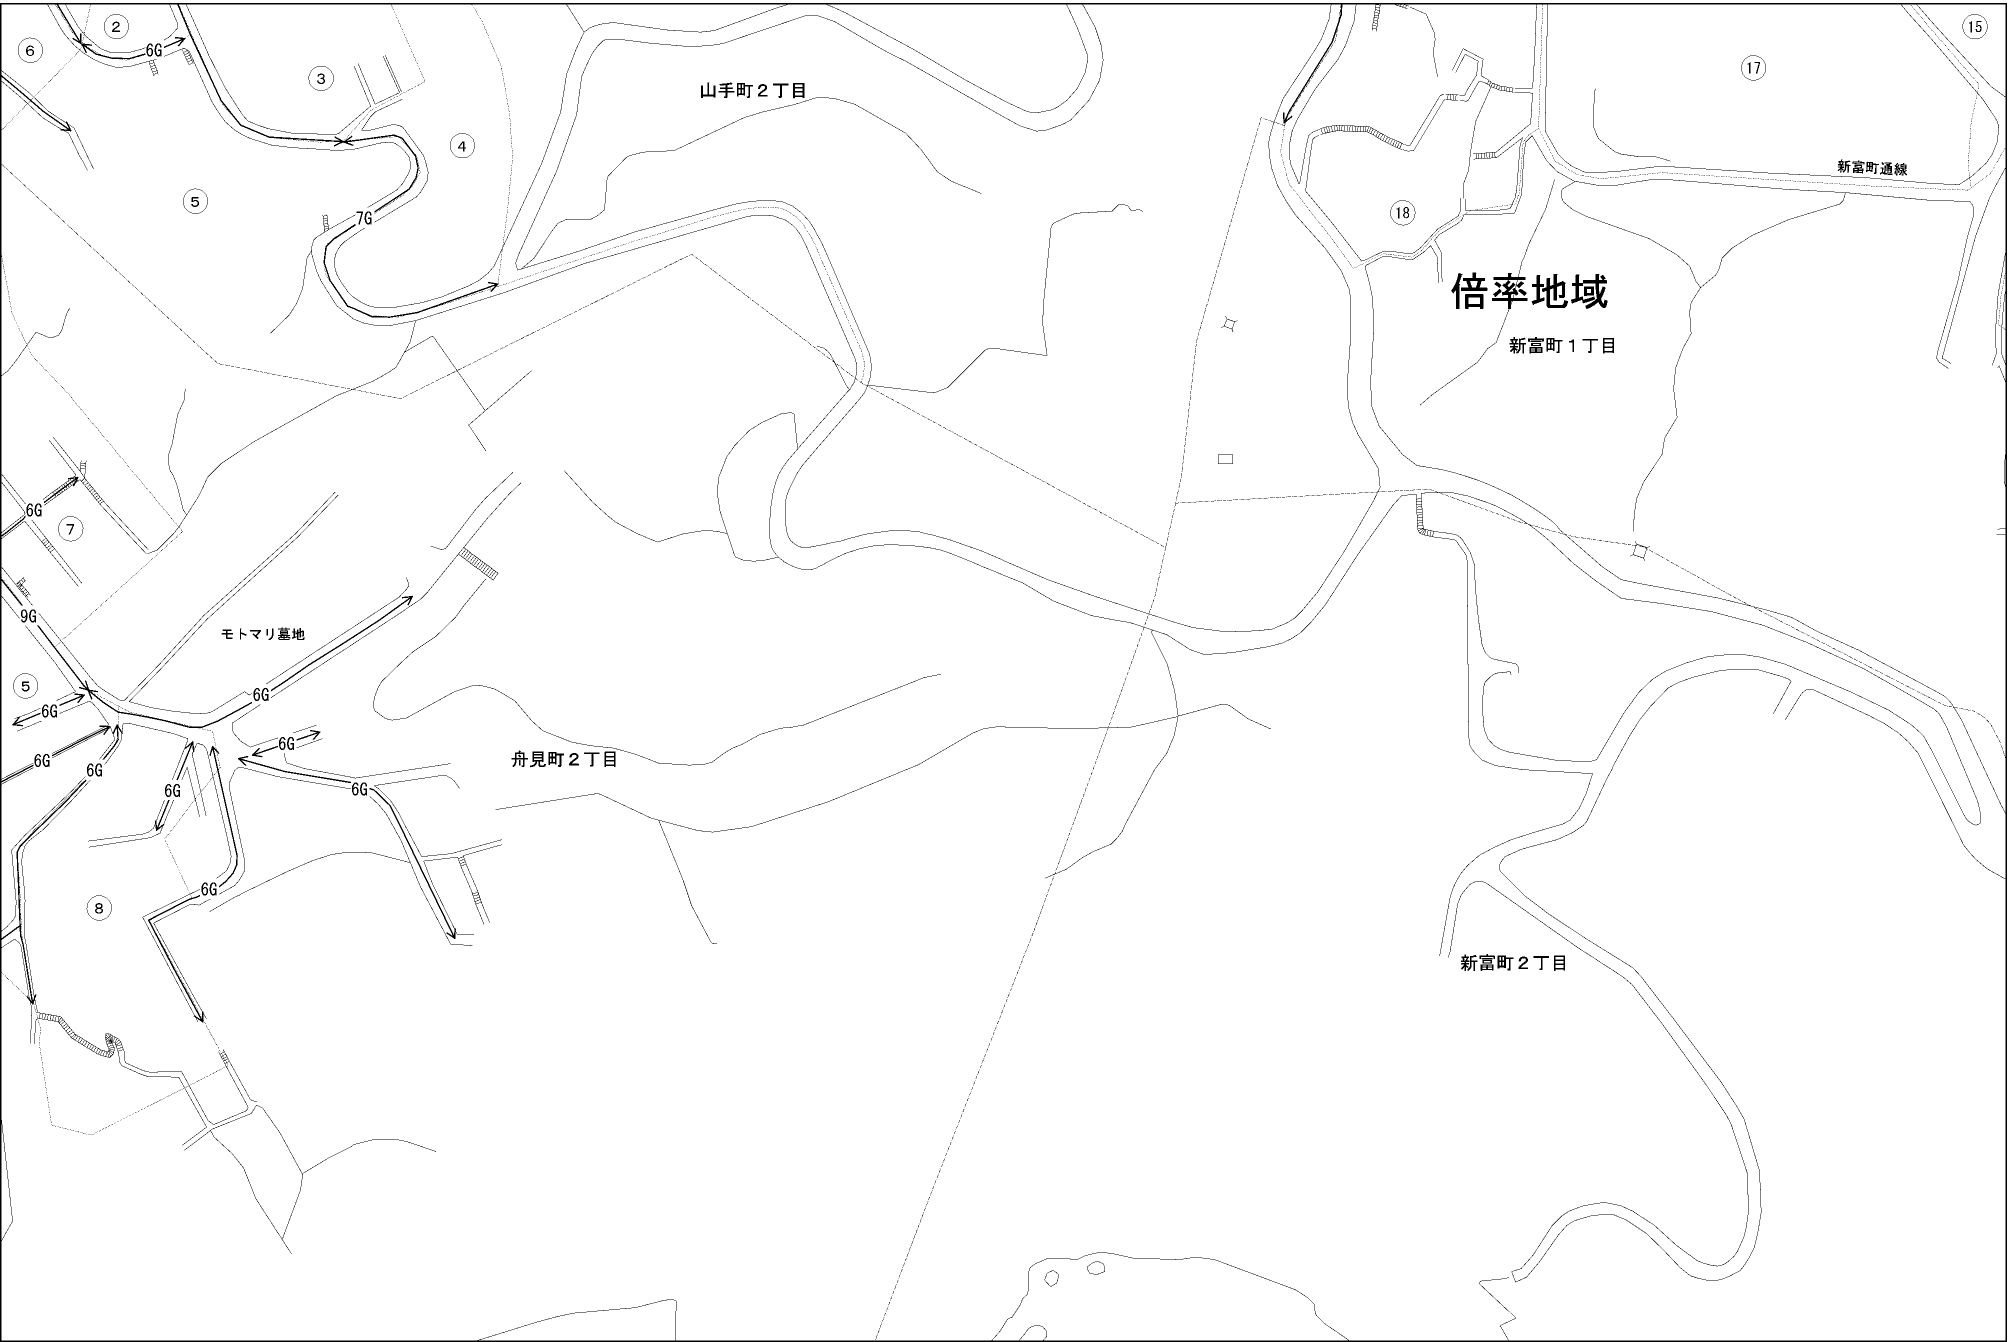 ②
⑮
⑥
6G
③
⑰
山手町２丁目
④
新富町通線
⑤
⑱
7G
倍率地域
新富町１丁目
6G
⑦
9G
モトマリ墓地
⑤
6G
6G
6G
舟見町２丁目
6G
6G
6G
6G
6G
⑧
新富町２丁目